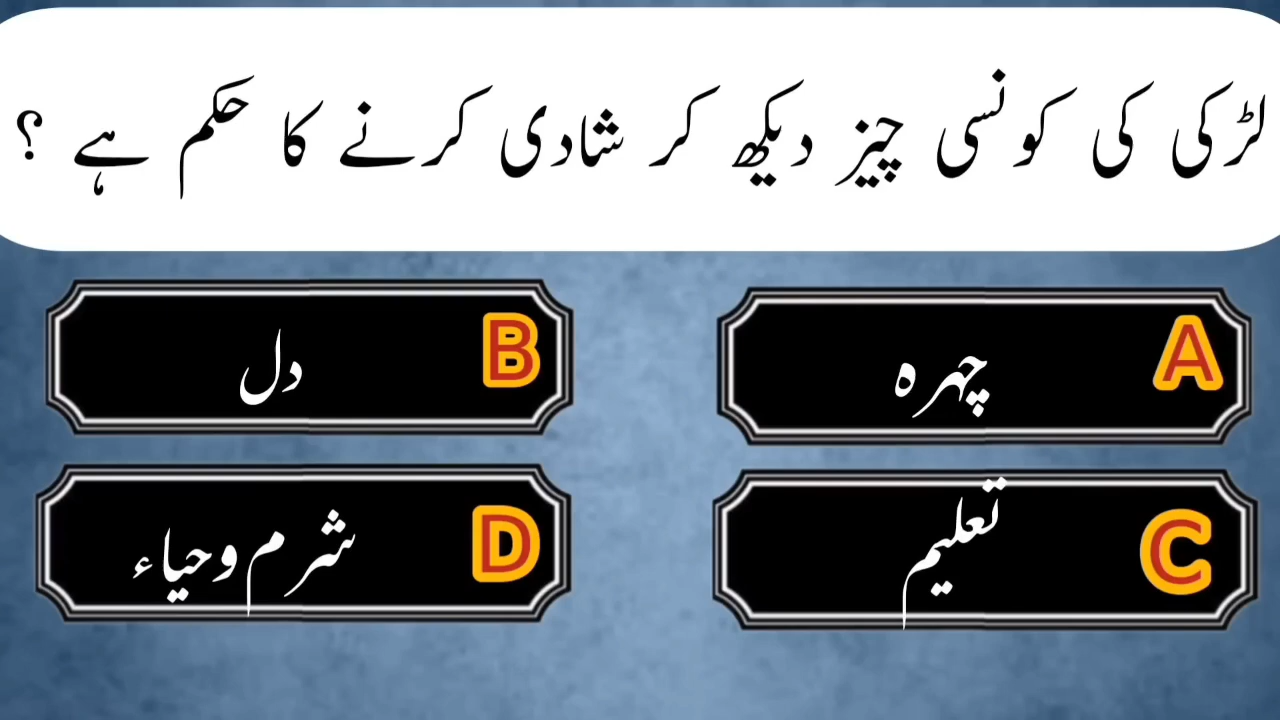 لڑکی کی کونسی چیز دیکھ کر شادی کرنے کا حکم ہے ؟
A چہرہ
B دل
C تعلیم
D شرم وحیاء